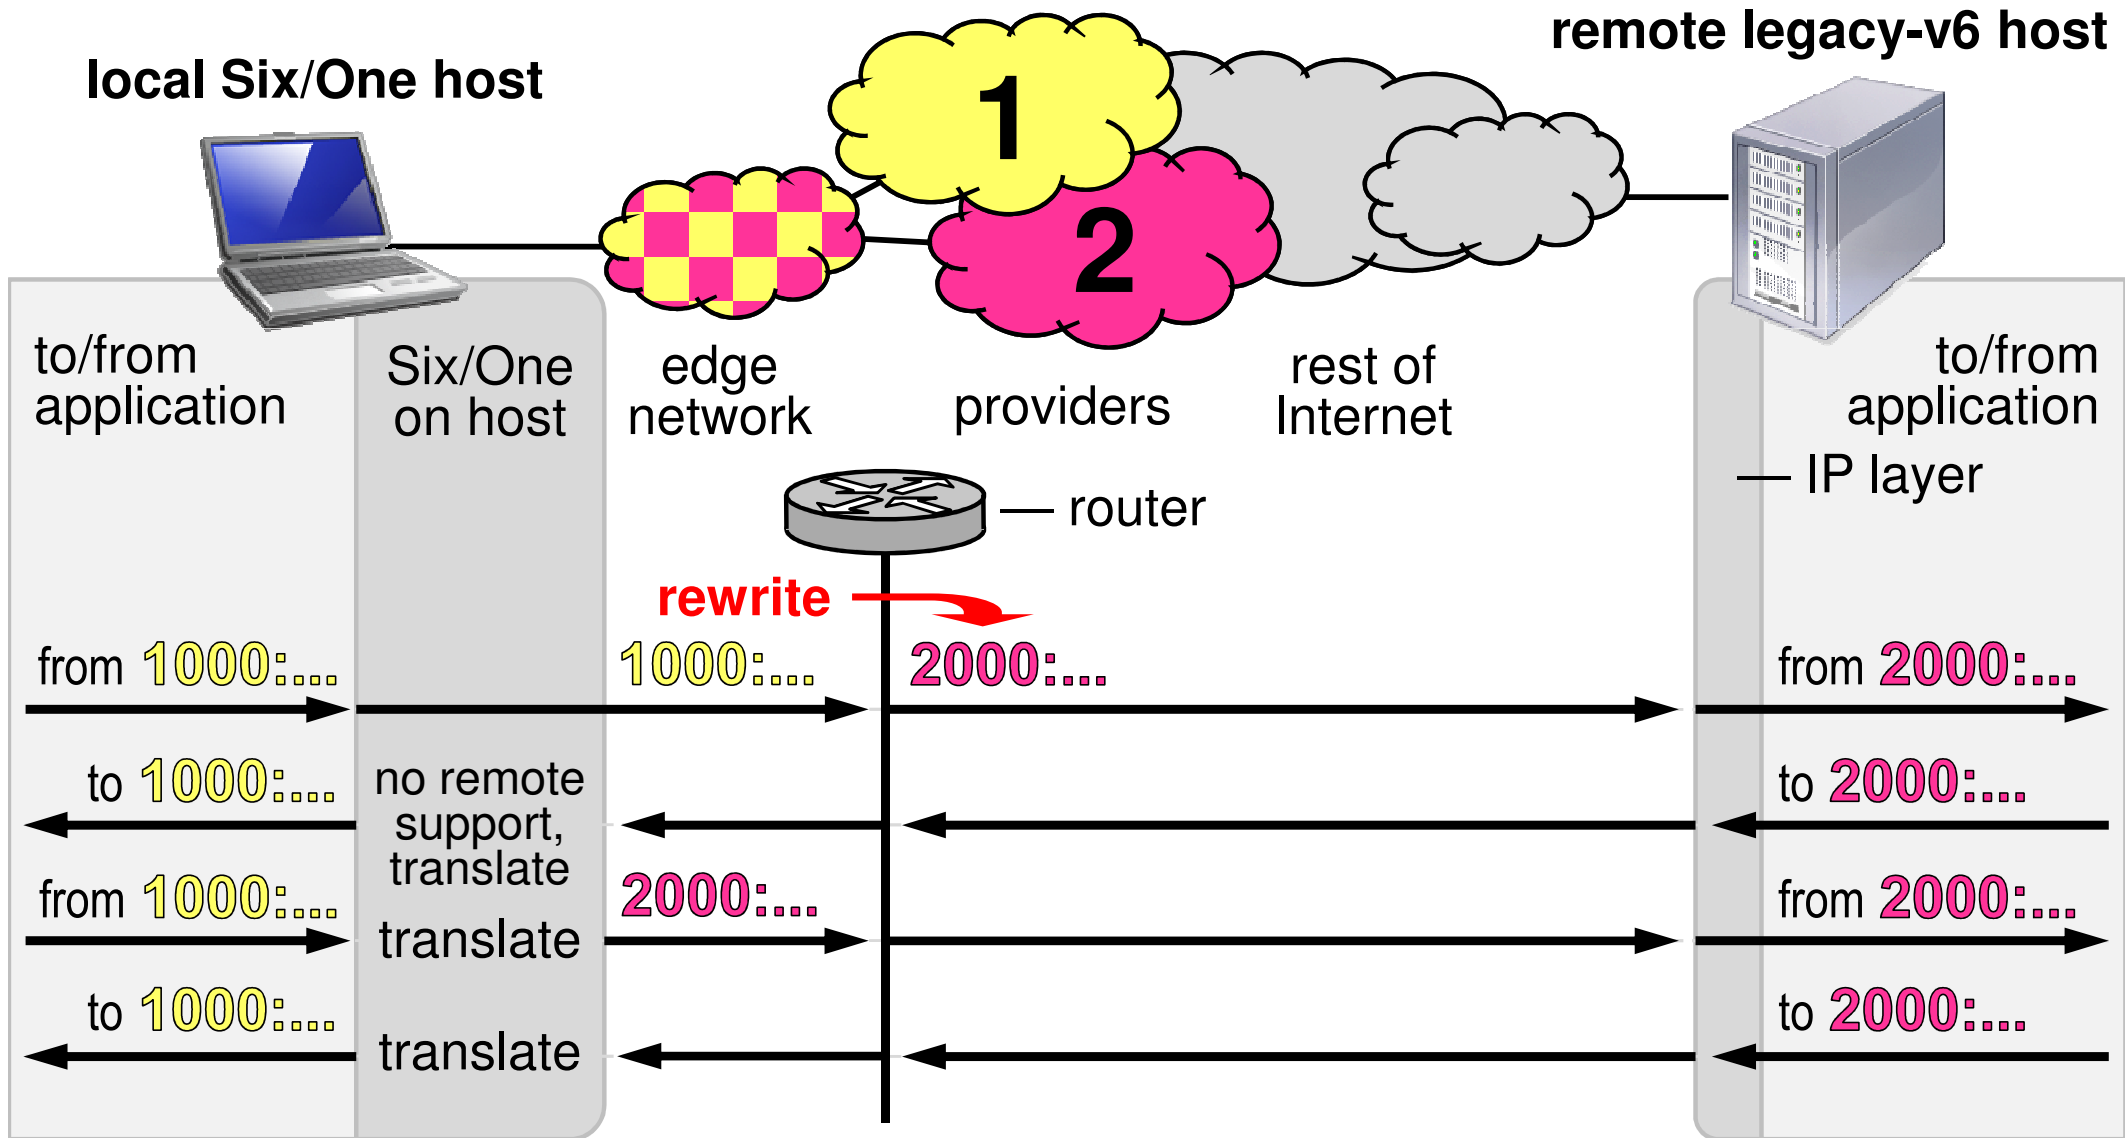 remote legacy-v6 host
local Six/One host
1
2
to/from
application
Six/One
on host
edge
network
providers
rest of
Internet
to/from
application
IP layer
router
rewrite
from 1000:...
1000:...
2000:...
from 2000:...
to 1000:...
no remote
support,
translate
to 2000:...
from 1000:...
translate
2000:...
from 2000:...
to 1000:...
translate
to 2000:...